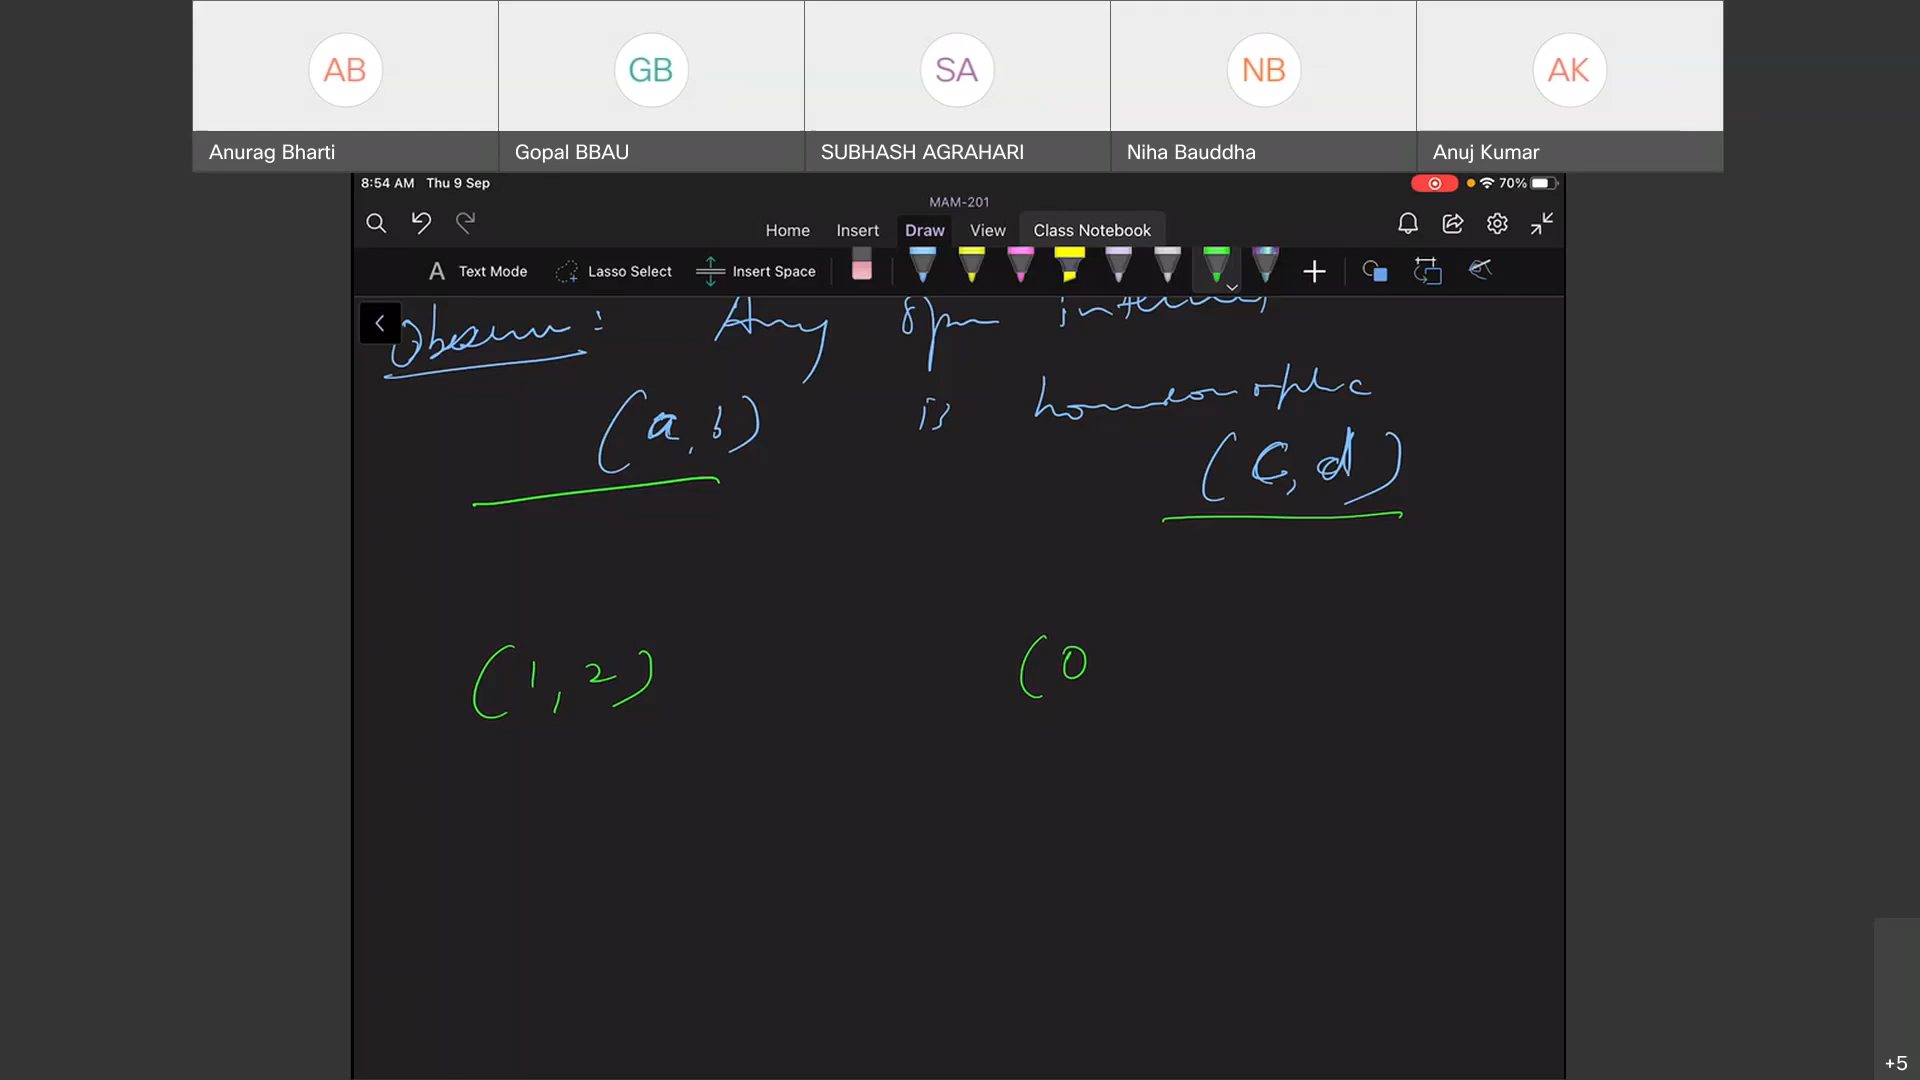 AB GB SA NB AK
Anurag Bharti Gopal BBAU SUBHASH AGRAHARI Niha Bauddha Anuj Kumar
8:54 AM Thu 9 Sep 70%
MAM-201
Home Insert Draw View Class Notebook
A Text Mode Lasso Select Insert Space
Observe: Any open interval
(a, b) is homeomorphic
(c, d)
(1, 2) (0
+5